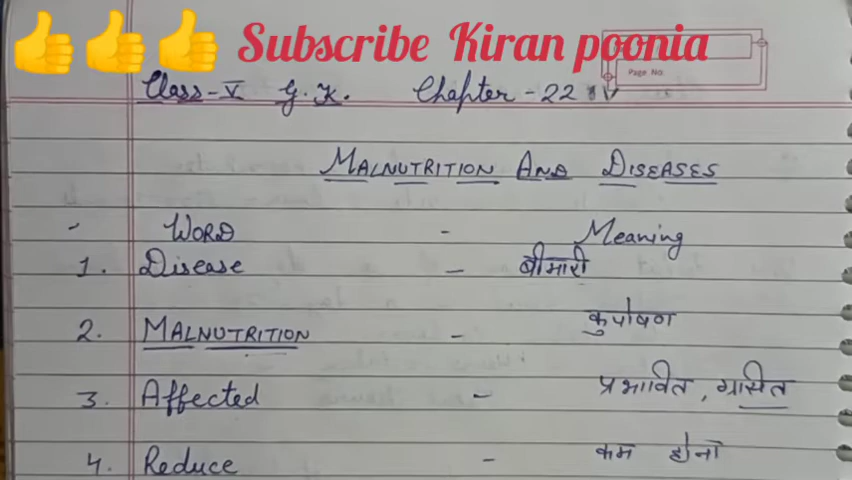 👍👍👍 Subscribe Kiran poonia
Page No
Class-V G.K. Chapter-22
MALNUTRITION AND DISEASES
WORD - Meaning
1. Disease - बीमारी
2. MALNUTRITION - कुपोषण
3. Affected - प्रभावित, ग्रासित
4. Reduce - कम होना